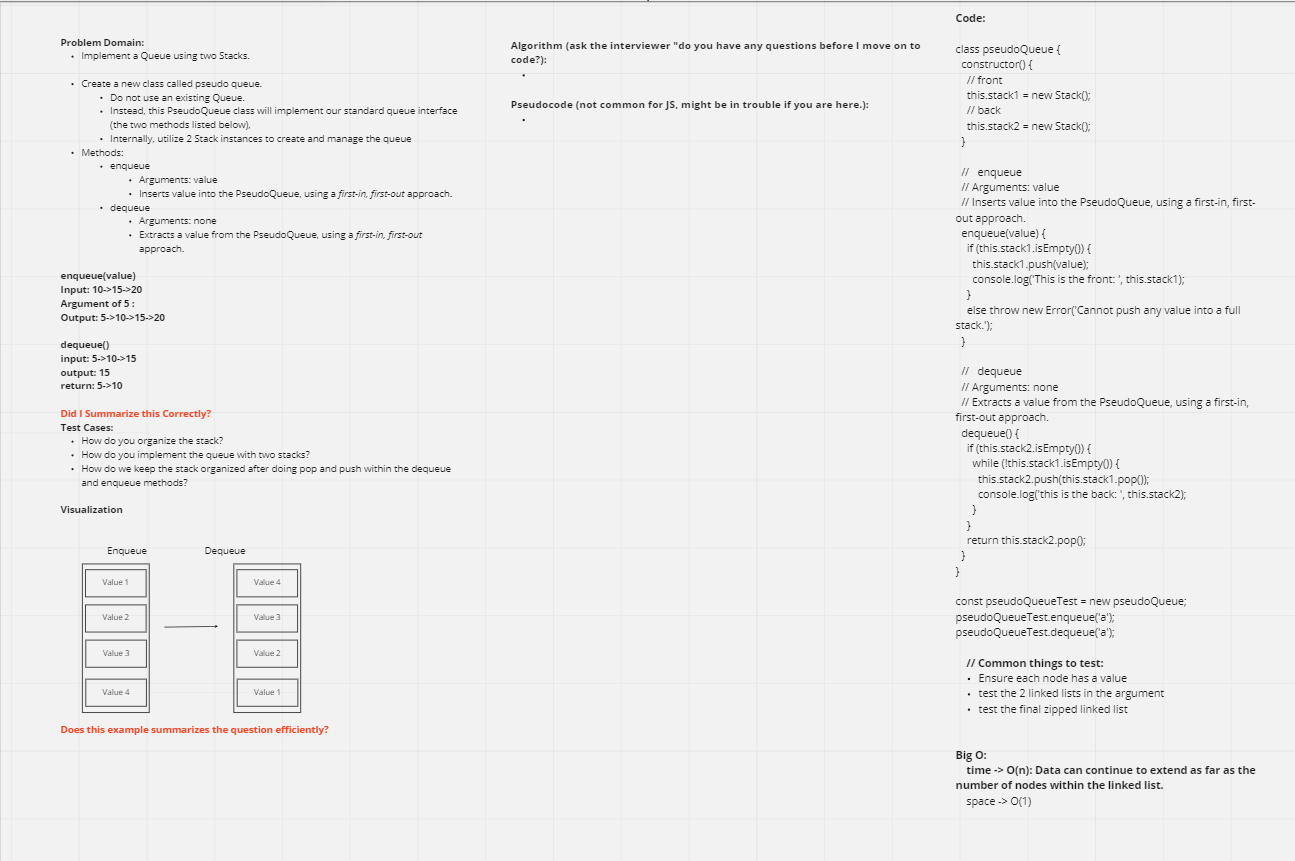 Problem Domain:
• Implement a Queue using two Stacks.
• Create a new class called pseudo queue.
• Do not use an existing Queue.
• Instead, this PseudoQueue class will implement our standard queue interface
(the two methods listed below),
• Internally, utilize 2 Stack instances to create and manage the queue
• Methods:
• enqueue
• Arguments: value
• Inserts value into the PseudoQueue, using a first-in, first-out approach.
• dequeue
• Arguments: none
• Extracts a value from the PseudoQueue, using a first-in, first-out
approach.
enqueue(value)
Input: 10->15->20
Argument of 5 :
Output: 5->10->15->20
dequeue()
input: 5->10->15
output: 15
return: 5->10
Did I Summarize this Correctly?
Test Cases:
• How do you organize the stack?
• How do you implement the queue with two stacks?
• How do we keep the stack organized after doing pop and push within the dequeue
and enqueue methods?
Visualization
Enqueue
Value 1
Value 2
Value 3
Value 4
Dequeue
Value 4
Value 3
Value 2
Value 1
Does this example summarizes the question efficiently?
Algorithm (ask the interviewer "do you have any questions before I move on to
code?):
•
Pseudocode (not common for JS, might be in trouble if you are here.):
•
Code:
class pseudoQueue {
constructor() {
// front
this.stack1 = new Stack();
// back
this.stack2 = new Stack();
}
// enqueue
// Arguments: value
// Inserts value into the PseudoQueue, using a first-in, first-
out approach.
enqueue(value) {
if (this.stack1.isEmpty()) {
this.stack1.push(value);
console.log('This is the front: ', this.stack1);
}
else throw new Error('Cannot push any value into a full
stack.');
}
// dequeue
// Arguments: none
// Extracts a value from the PseudoQueue, using a first-in,
first-out approach.
dequeue() {
if (this.stack2.isEmpty()) {
while (!this.stack1.isEmpty()) {
this.stack2.push(this.stack1.pop());
console.log('this is the back: ', this.stack2);
}
}
return this.stack2.pop();
}
}
const pseudoQueueTest = new pseudoQueue;
pseudoQueueTest.enqueue('a');
pseudoQueueTest.dequeue('a');
// Common things to test:
• Ensure each node has a value
• test the 2 linked lists in the argument
• test the final zipped linked list
Big O:
time -> O(n): Data can continue to extend as far as the
number of nodes within the linked list.
space -> O(1)